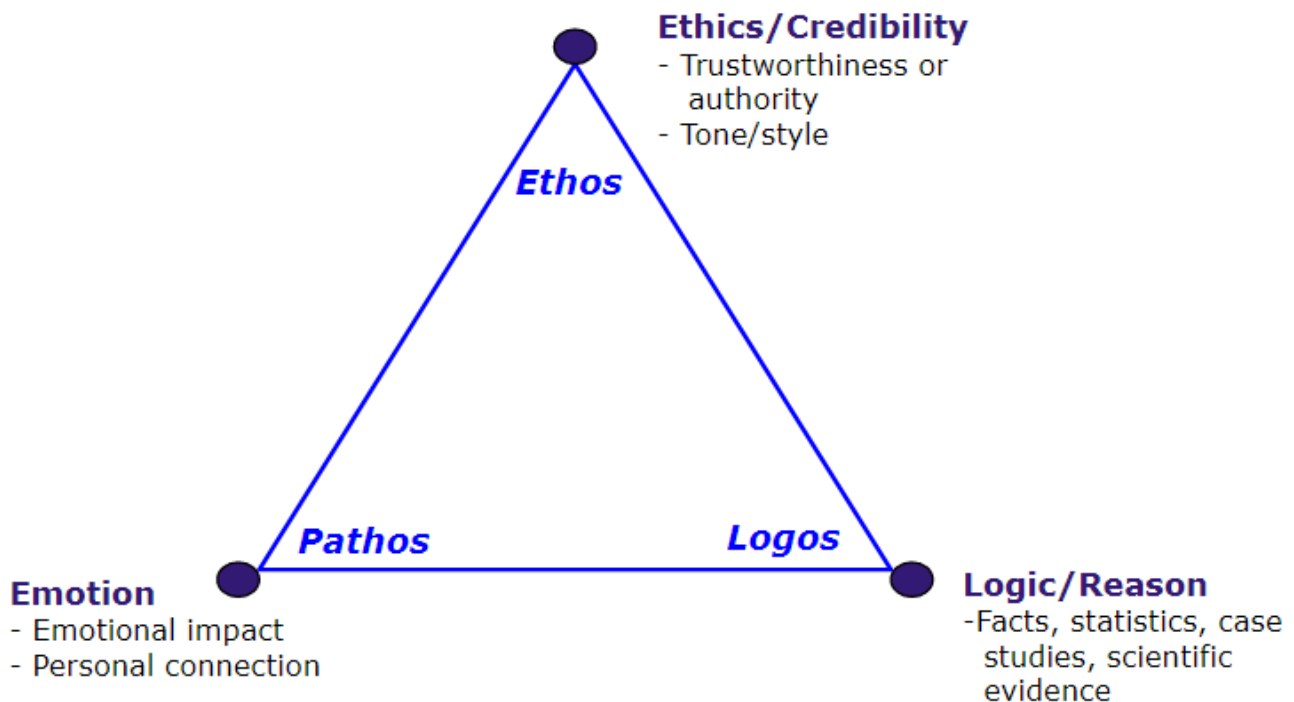 Ethics/Credibility
- Trustworthiness or
authority
- Tone/style
Ethos
Pathos
Logos
Emotion
- Emotional impact
- Personal connection
Logic/Reason
-Facts, statistics, case
studies, scientific
evidence